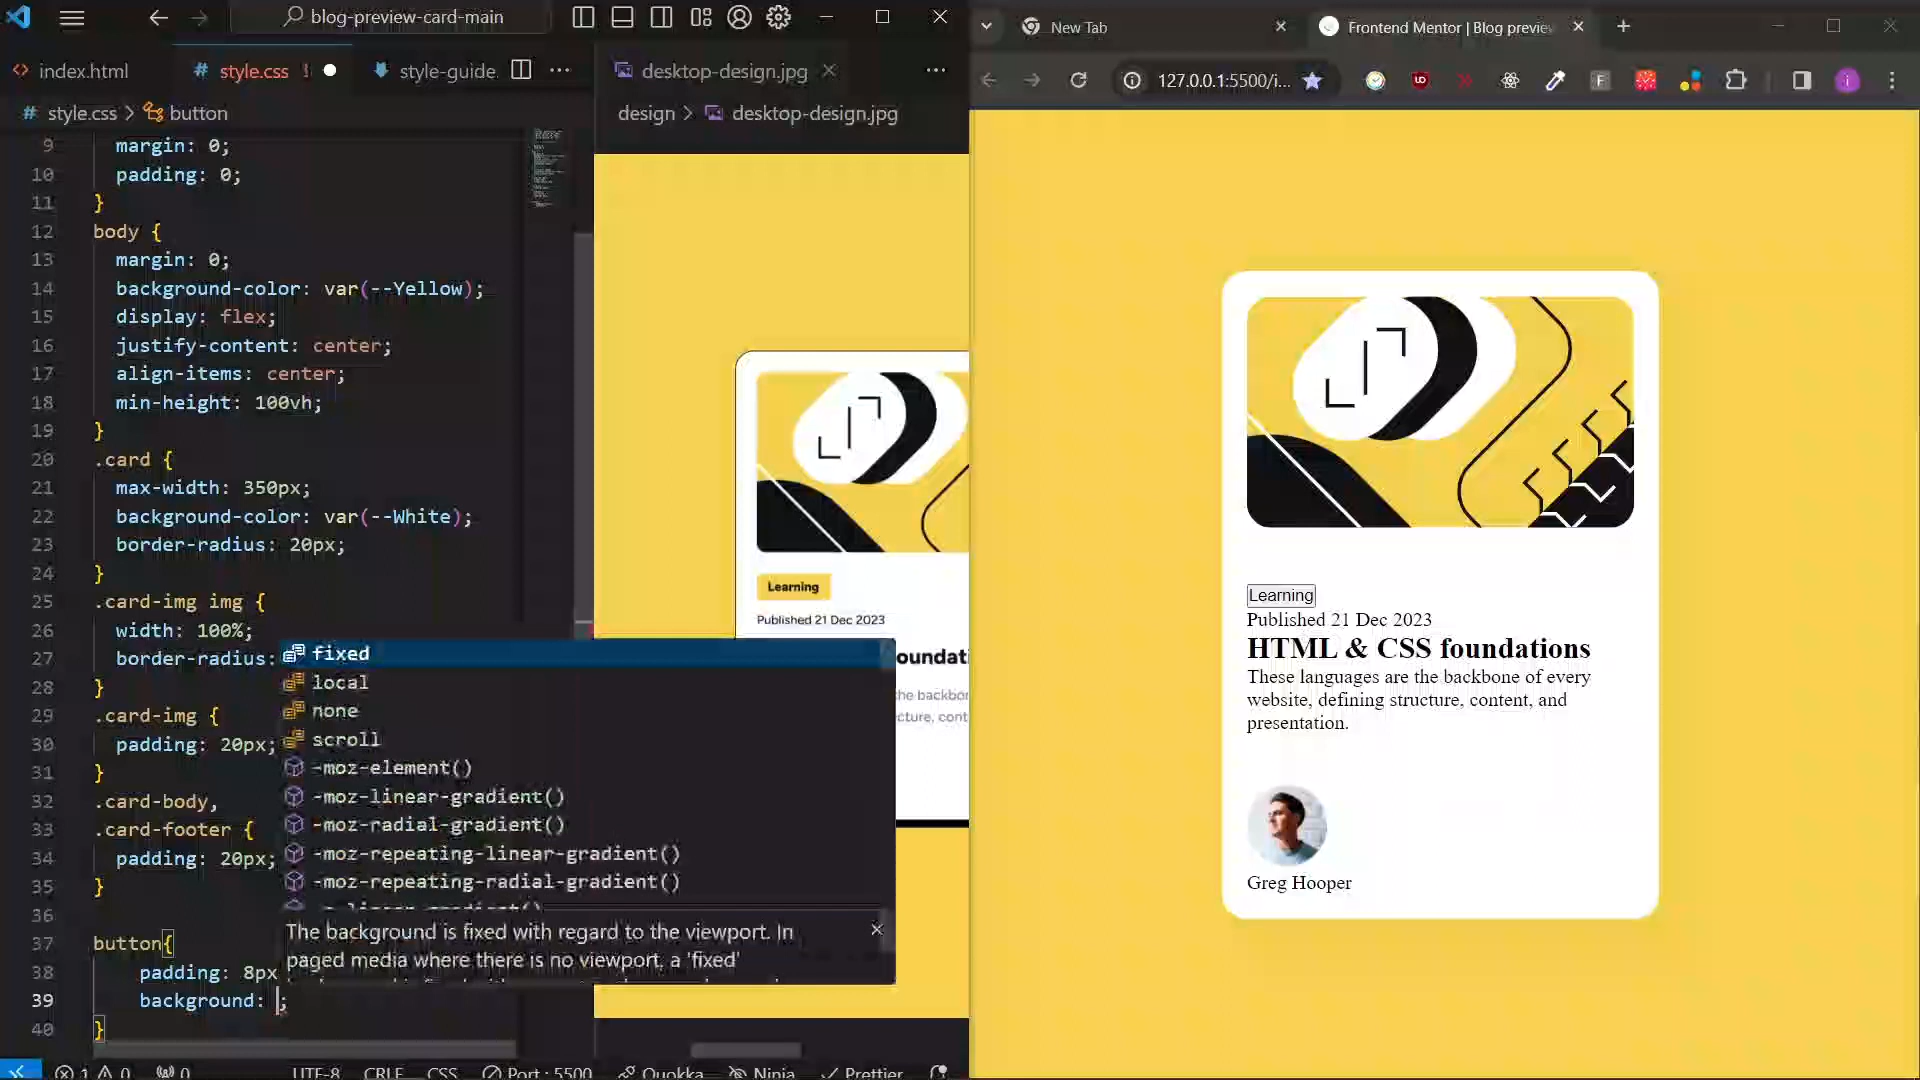 blog-preview-card-main
index.html
style.css !
style-guide.
style.css > button
9 margin: 0;
10 padding: 0;
11 }
12 body {
13 margin: 0;
14 background-color: var(--Yellow);
15 display: flex;
16 justify-content: center;
17 align-items: center;
18 min-height: 100vh;
19 }
20 .card {
21 max-width: 350px;
22 background-color: var(--White);
23 border-radius: 20px;
24 }
25 .card-img img {
26 width: 100%;
27 border-radius:
28 }
29 .card-img {
30 padding: 20px;
31 }
32 .card-body,
33 .card-footer {
34 padding: 20px;
35 }
36
37 button{
38 padding: 8px
39 background: ;
40 }
fixed
local
none
scroll
-moz-element()
-moz-linear-gradient()
-moz-radial-gradient()
-moz-repeating-linear-gradient()
-moz-repeating-radial-gradient()
The background is fixed with regard to the viewport. In
paged media where there is no viewport, a 'fixed'
1 0 0 UTF-8 CRLF CSS Port : 5500 Quokka Ninja Prettier
desktop-design.jpg
design > desktop-design.jpg
Learning
Published 21 Dec 2023
oundati
he backbor
cture, cont
New Tab
Frontend Mentor | Blog preview
127.0.0.1:5500/i...
Learning
Published 21 Dec 2023
HTML & CSS foundations
These languages are the backbone of every
website, defining structure, content, and
presentation.
Greg Hooper